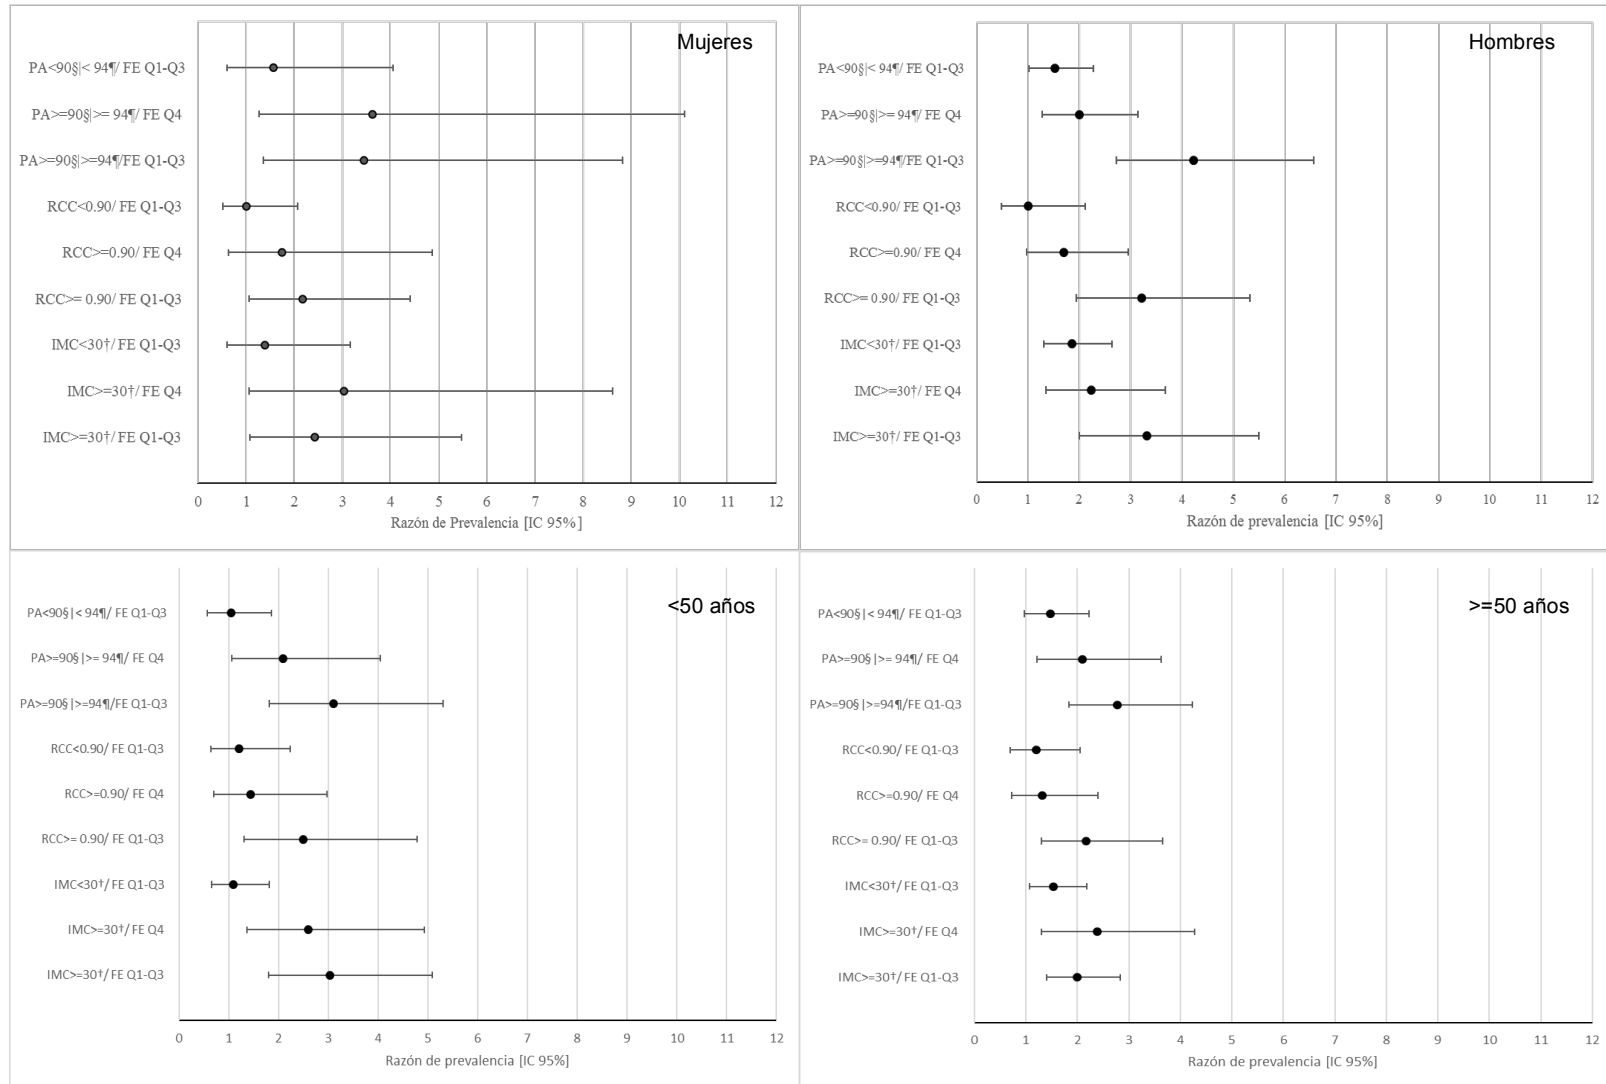 Mujeres
PA<90§|< 94¶/ FE Q1-Q3
PA>=90§|>= 94¶/ FE Q4
PA>=90§|>=94¶/FE Q1-Q3
RCC<0.90/ FE Q1-Q3
RCC>=0.90/ FE Q4
RCC>= 0.90/ FE Q1-Q3
IMC<30†/ FE Q1-Q3
IMC>=30†/ FE Q4
IMC>=30†/ FE Q1-Q3
0 1 2 3 4 5 6 7 8 9 10 11 12
Razón de Prevalencia [IC 95%]
Hombres
PA<90§|< 94¶/ FE Q1-Q3
PA>=90§|>= 94¶/ FE Q4
PA>=90§|>=94¶/FE Q1-Q3
RCC<0.90/ FE Q1-Q3
RCC>=0.90/ FE Q4
RCC>= 0.90/ FE Q1-Q3
IMC<30†/ FE Q1-Q3
IMC>=30†/ FE Q4
IMC>=30†/ FE Q1-Q3
0 1 2 3 4 5 6 7 8 9 10 11 12
Razón de prevalencia [IC 95%]
<50 años
PA<90§|< 94¶/ FE Q1-Q3
PA>=90§|>= 94¶/ FE Q4
PA>=90§|>=94¶/FE Q1-Q3
RCC<0.90/ FE Q1-Q3
RCC>=0.90/ FE Q4
RCC>= 0.90/ FE Q1-Q3
IMC<30†/ FE Q1-Q3
IMC>=30†/ FE Q4
IMC>=30†/ FE Q1-Q3
0 1 2 3 4 5 6 7 8 9 10 11 12
Razón de prevalencia [IC 95%]
>=50 años
PA<90§|< 94¶/ FE Q1-Q3
PA>=90§|>= 94¶/ FE Q4
PA>=90§|>=94¶/FE Q1-Q3
RCC<0.90/ FE Q1-Q3
RCC>=0.90/ FE Q4
RCC>= 0.90/ FE Q1-Q3
IMC<30†/ FE Q1-Q3
IMC>=30†/ FE Q4
IMC>=30†/ FE Q1-Q3
0 1 2 3 4 5 6 7 8 9 10 11 12
Razón de prevalencia [IC 95%]